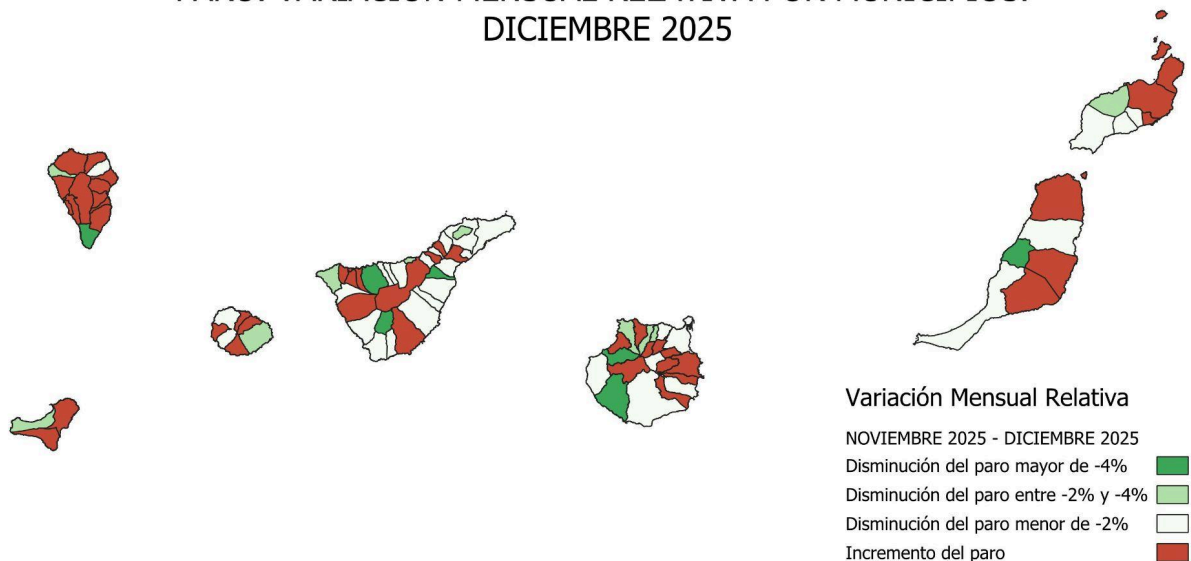 DICIEMBRE 2025
Variación Mensual Relativa
NOVIEMBRE 2025 - DICIEMBRE 2025
Disminución del paro mayor de -4%
Disminución del paro entre -2% y -4%
Disminución del paro menor de -2%
Incremento del paro